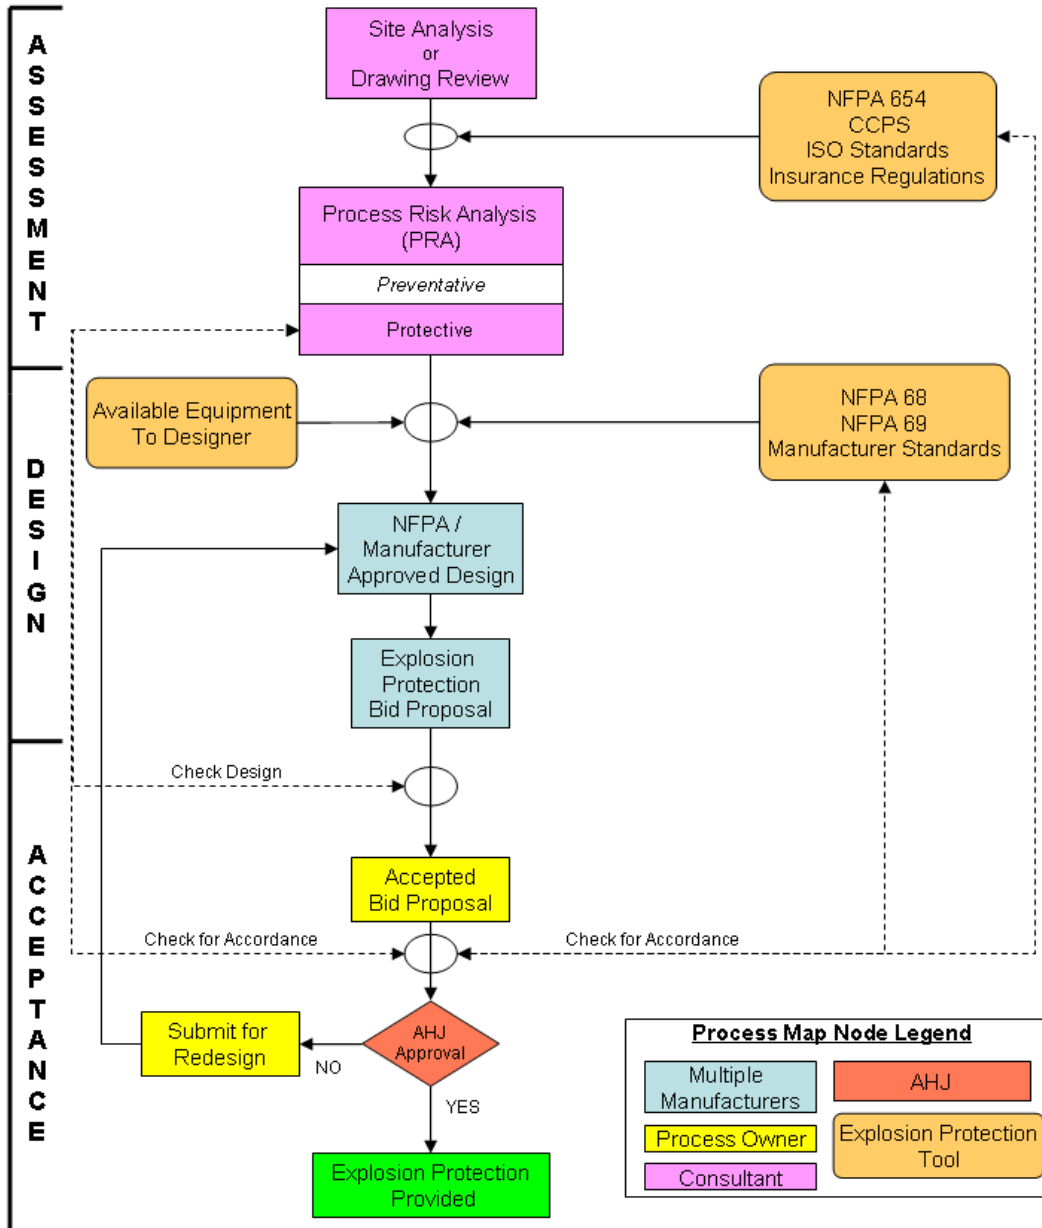 ASSESSMENT
Site Analysis
or
Drawing Review
NFPA 654
CCPS
ISO Standards
Insurance Regulations
Process Risk Analysis
(PRA)
Preventative
Protective
DESIGN
Available Equipment
To Designer
NFPA 68
NFPA 69
Manufacturer Standards
NFPA /
Manufacturer
Approved Design
Explosion
Protection
Bid Proposal
ACCEPTANCE
Check Design
Accepted
Bid Proposal
Check for Accordance
Check for Accordance
Submit for
Redesign
NO
AHJ
Approval
YES
Explosion Protection
Provided
Process Map Node Legend
Multiple
Manufacturers
AHJ
Process Owner
Explosion Protection
Tool
Consultant